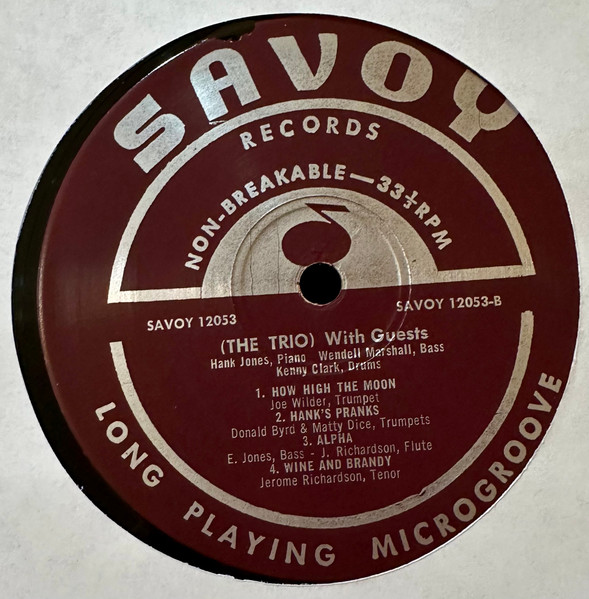 SAVOY
RECORDS
NON-BREAKABLE—33⅓RPM
SAVOY 12053
SAVOY 12053-B
(THE TRIO) With Guests
Hank Jones, Piano Wendell Marshall, Bass
Kenny Clark, Drums
1. HOW HIGH THE MOON
Joe Wilder, Trumpet
2. HANK'S PRANKS
Donald Byrd & Matty Dice, Trumpets
3. ALPHA
E. Jones, Bass - J. Richardson, Flute
4. WINE AND BRANDY
Jerome Richardson, Tenor
LONG PLAYING MICROGROOVE